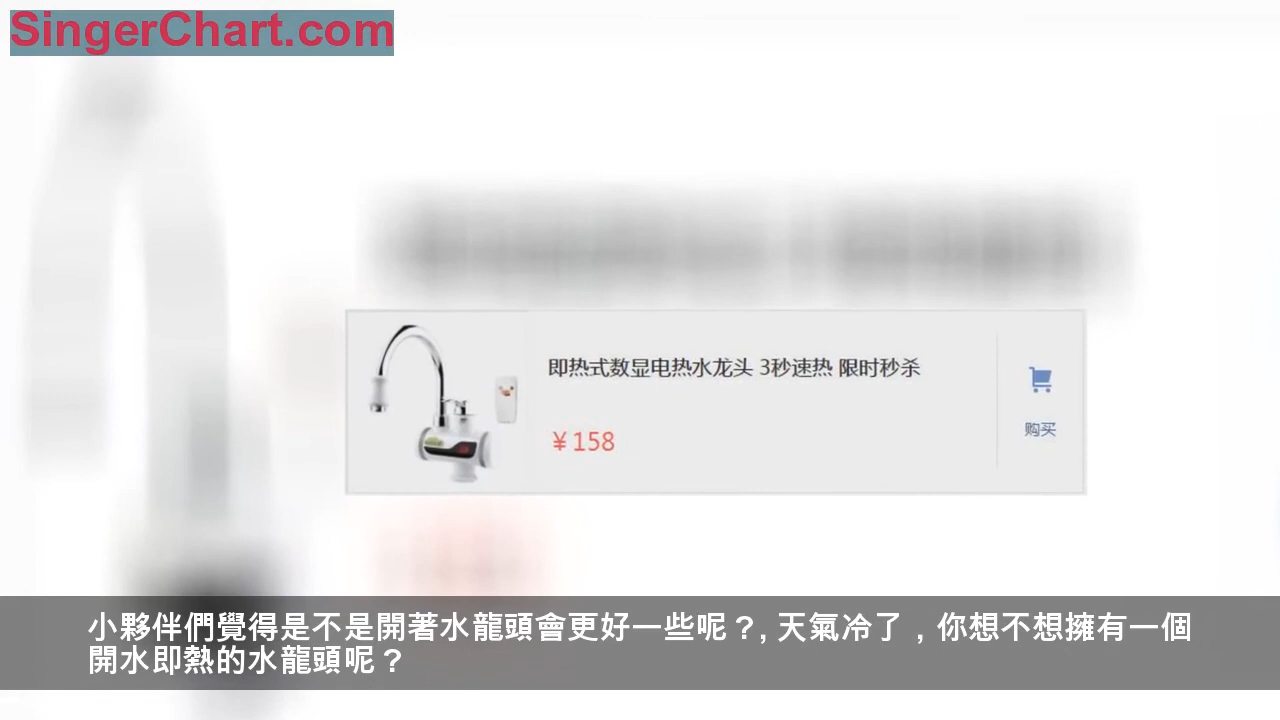 SingerChart.com
即热式数显电热水龙头 3秒速热 限时秒杀
¥158
购买
小夥伴們覺得是不是開著水龍頭會更好一些呢？, 天氣冷了，你想不想擁有一個
開水即熱的水龍頭呢？